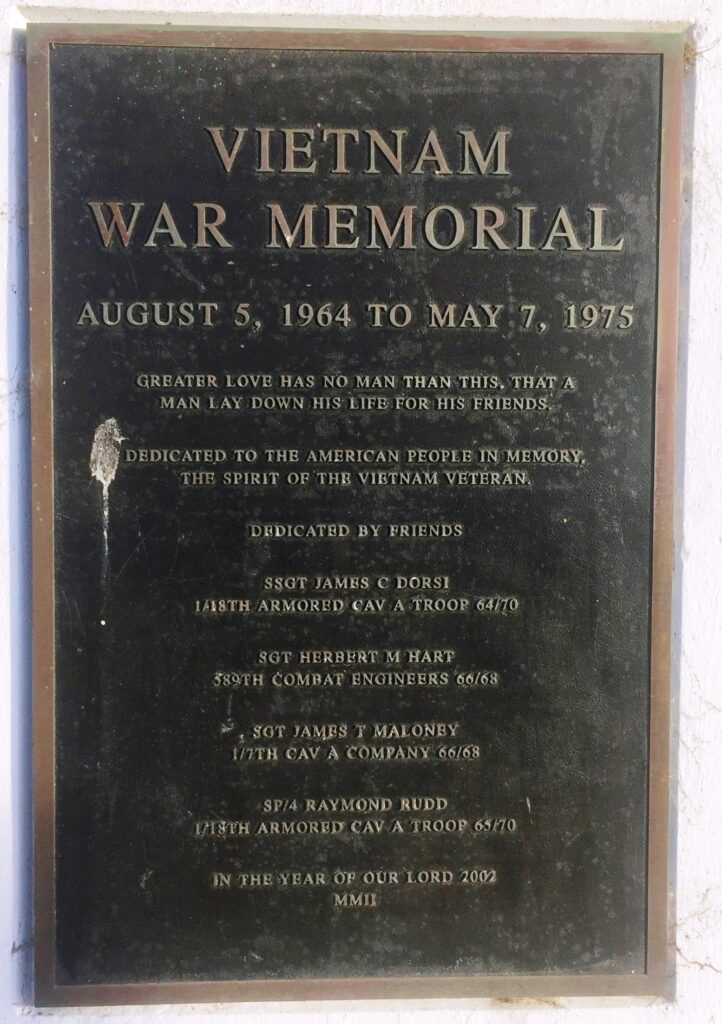 VIETNAM
WAR MEMORIAL
AUGUST 5, 1964 TO MAY 7, 1975
GREATER LOVE HAS NO MAN THAN THIS, THAT A
MAN LAY DOWN HIS LIFE FOR HIS FRIENDS.
DEDICATED TO THE AMERICAN PEOPLE IN MEMORY,
THE SPIRIT OF THE VIETNAM VETERAN.
DEDICATED BY FRIENDS
SSGT JAMES C DORSI
1/18TH ARMORED CAV A TROOP 64/70
SGT HERBERT M HART
589TH COMBAT ENGINEERS 66/68
SGT JAMES T MALONEY
1/7TH CAV A COMPANY 66/68
SP/4 RAYMOND RUDD
1/18TH ARMORED CAV A TROOP 65/70
IN THE YEAR OF OUR LORD 2002
MMII